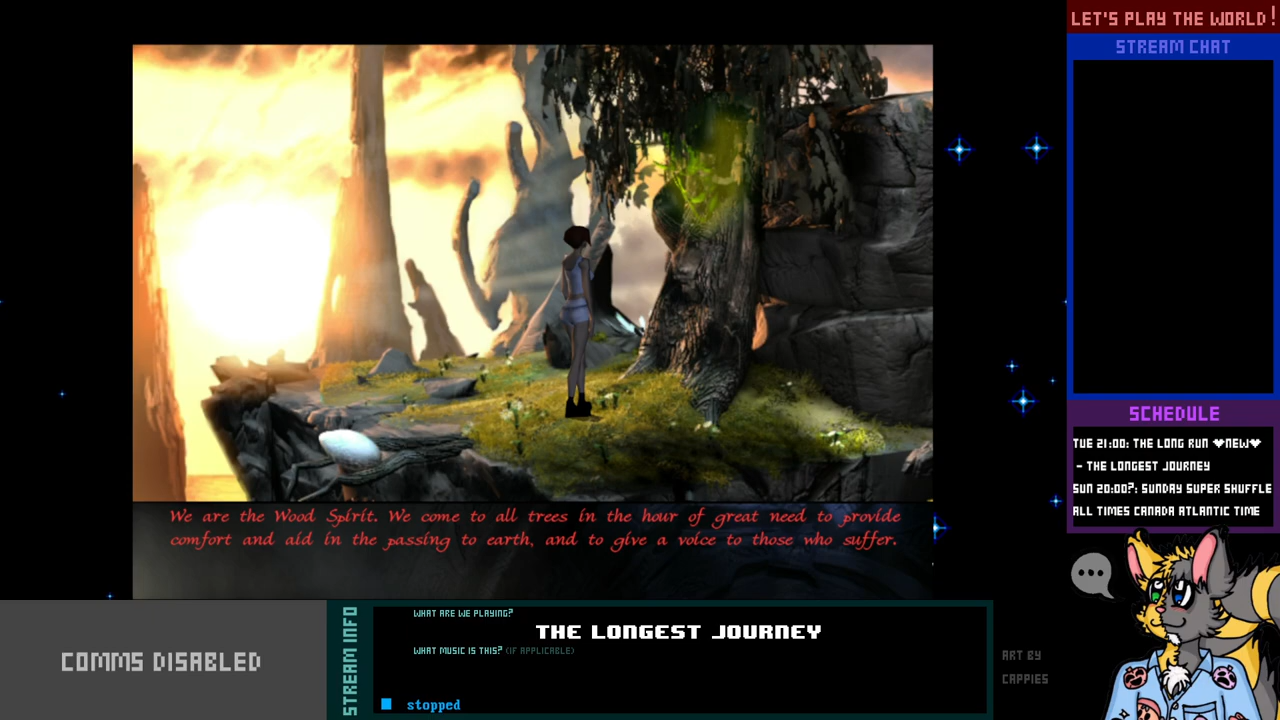 LET'S PLAY THE WORLD!
STREAM CHAT
We are the Wood Spirit. We come to all trees in the hour of great need to provide
comfort and aid in the passing to earth, and to give a voice to those who suffer.
SCHEDULE
TUE 21:00: THE LONG RUN ♥NEW♥
- THE LONGEST JOURNEY
SUN 20:00?: SUNDAY SUPER SHUFFLE
ALL TIMES CANADA ATLANTIC TIME
COMMS DISABLED
STREAM INFO
WHAT ARE WE PLAYING?
THE LONGEST JOURNEY
WHAT MUSIC IS THIS? (IF APPLICABLE)
stopped
ART BY
CAPPIES